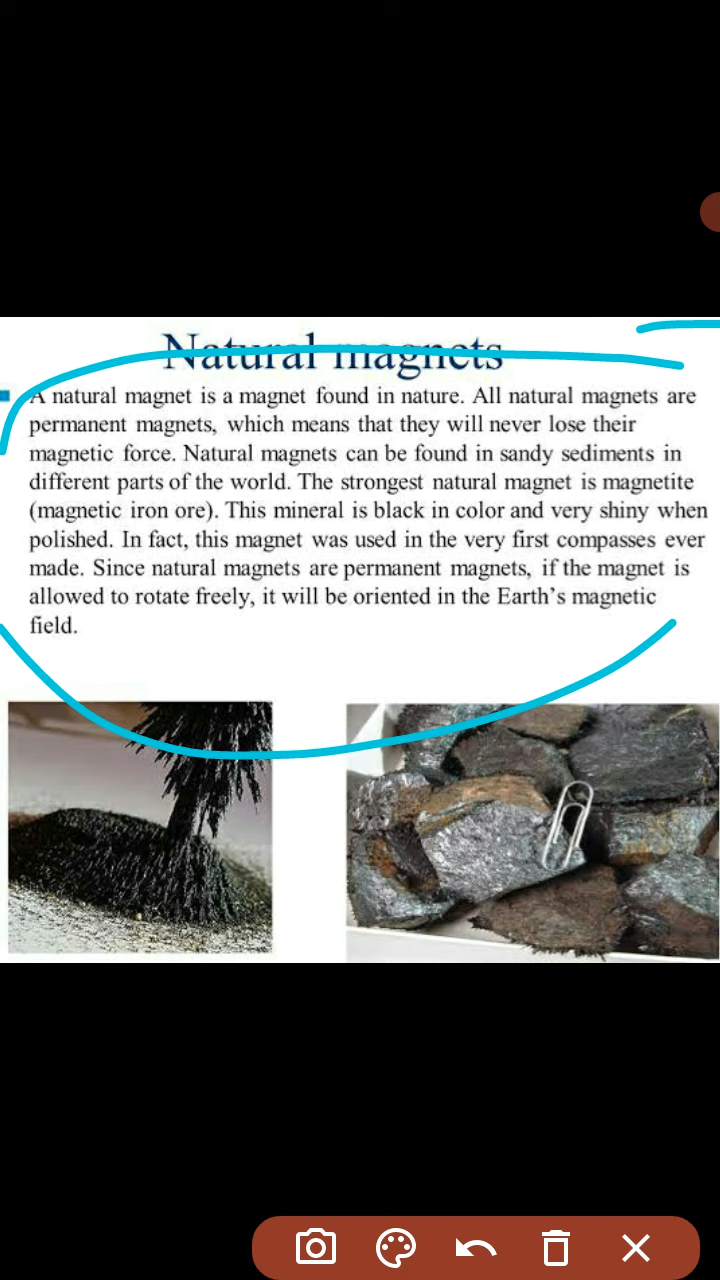 Natural magnets
A natural magnet is a magnet found in nature. All natural magnets are
permanent magnets, which means that they will never lose their
magnetic force. Natural magnets can be found in sandy sediments in
different parts of the world. The strongest natural magnet is magnetite
(magnetic iron ore). This mineral is black in color and very shiny when
polished. In fact, this magnet was used in the very first compasses ever
made. Since natural magnets are permanent magnets, if the magnet is
allowed to rotate freely, it will be oriented in the Earth’s magnetic
field.